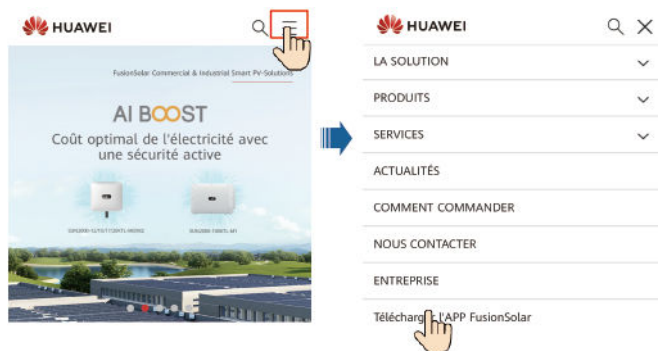 HUAWEI
FusionSolar Commercial & Industrial Smart PV-Solutions
AI BOOST
Coût optimal de l'électricité avec
une sécurité active
HUAWEI
LA SOLUTION
PRODUITS
SERVICES
ACTUALITÉS
COMMENT COMMANDER
NOUS CONTACTER
ENTREPRISE
Télécharger l'APP FusionSolar